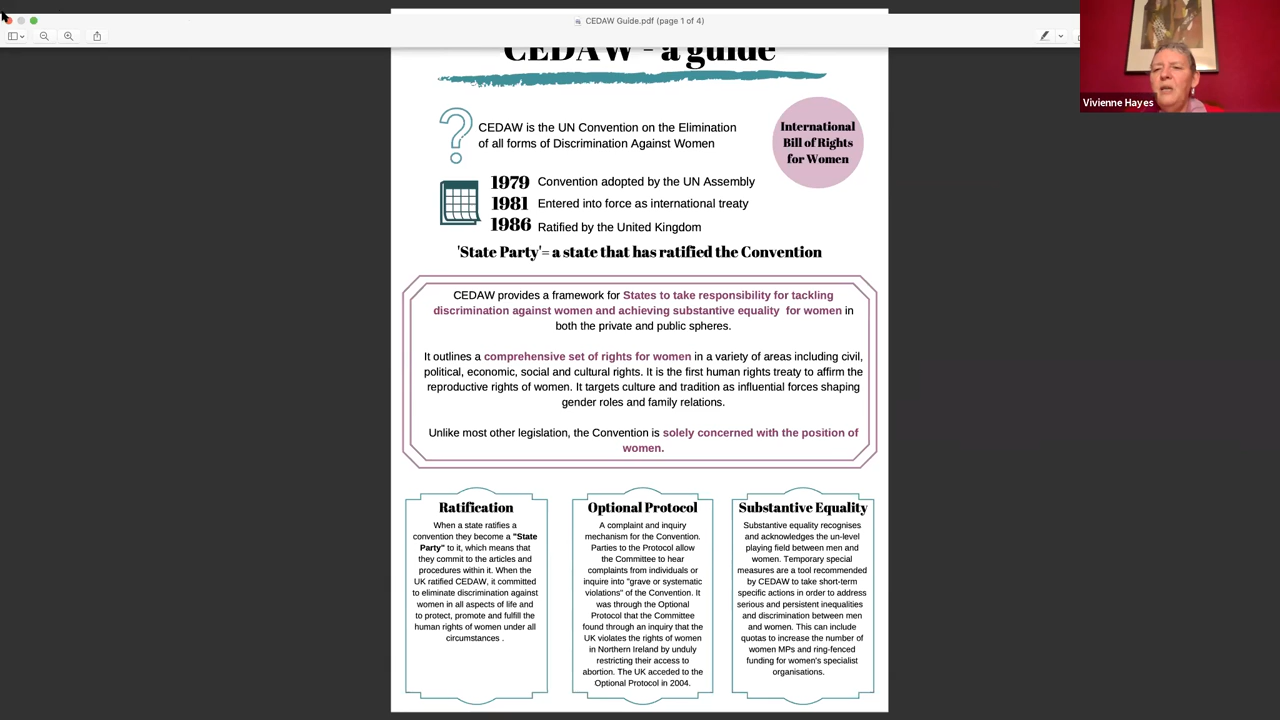 CEDAW Guide.pdf (page 1 of 4)
Vivienne Hayes
CEDAW - a guide
CEDAW is the UN Convention on the Elimination
of all forms of Discrimination Against Women
International
Bill of Rights
for Women
1979 Convention adopted by the UN Assembly
1981 Entered into force as international treaty
1986 Ratified by the United Kingdom
'State Party'= a state that has ratified the Convention
CEDAW provides a framework for States to take responsibility for tackling
discrimination against women and achieving substantive equality for women in
both the private and public spheres.
It outlines a comprehensive set of rights for women in a variety of areas including civil,
political, economic, social and cultural rights. It is the first human rights treaty to affirm the
reproductive rights of women. It targets culture and tradition as influential forces shaping
gender roles and family relations.
Unlike most other legislation, the Convention is solely concerned with the position of
women.
Ratification
When a state ratifies a
convention they become a "State
Party" to it, which means that
they commit to the articles and
procedures within it. When the
UK ratified CEDAW, it committed
to eliminate discrimination against
women in all aspects of life and
to protect, promote and fulfill the
human rights of women under all
circumstances .
Optional Protocol
A complaint and inquiry
mechanism for the Convention.
Parties to the Protocol allow
the Committee to hear
complaints from individuals or
inquire into "grave or systematic
violations" of the Convention. It
was through the Optional
Protocol that the Committee
found through an inquiry that the
UK violates the rights of women
in Northern Ireland by unduly
restricting their access to
abortion. The UK acceded to the
Optional Protocol in 2004.
Substantive Equality
Substantive equality recognises
and acknowledges the un-level
playing field between men and
women. Temporary special
measures are a tool recommended
by CEDAW to take short-term
specific actions in order to address
serious and persistent inequalities
and discrimination between men
and women. This can include
quotas to increase the number of
women MPs and ring-fenced
funding for women's specialist
organisations.